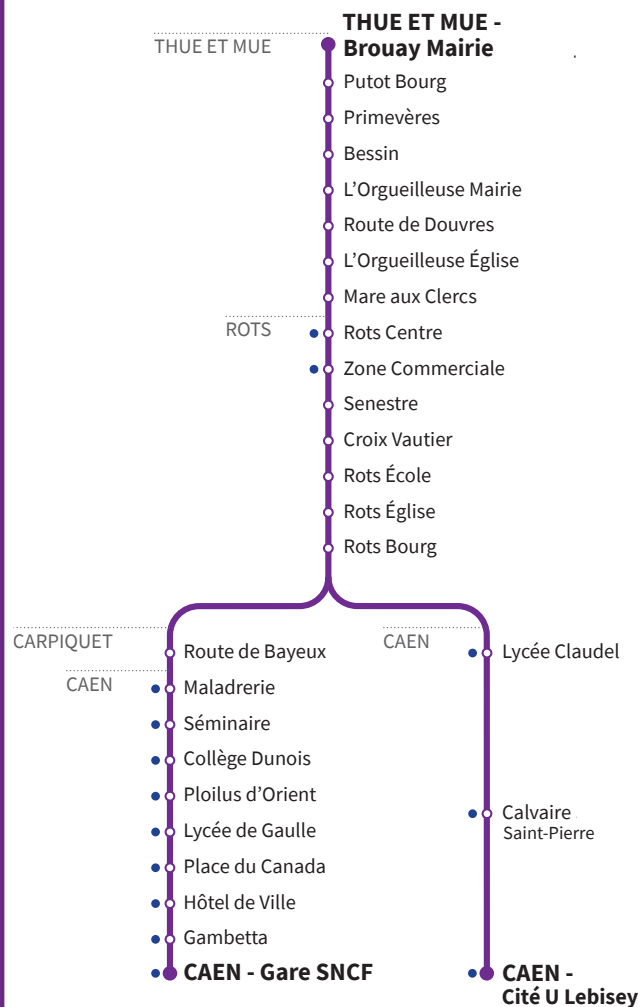 THUE ET MUE
THUE ET MUE -
Brouay Mairie
Putot Bourg
Primevères
Bessin
L’Orgueilleuse Mairie
Route de Douvres
L’Orgueilleuse Église
Mare aux Clercs
ROTS
Rots Centre
Zone Commerciale
Senestre
Croix Vautier
Rots École
Rots Église
Rots Bourg
CARPIQUET
Route de Bayeux
CAEN
Maladrerie
Séminaire
Collège Dunois
Ploilus d’Orient
Lycée de Gaulle
Place du Canada
Hôtel de Ville
Gambetta
CAEN - Gare SNCF
CAEN
Lycée Claudel
Calvaire
Saint-Pierre
CAEN -
Cité U Lebisey